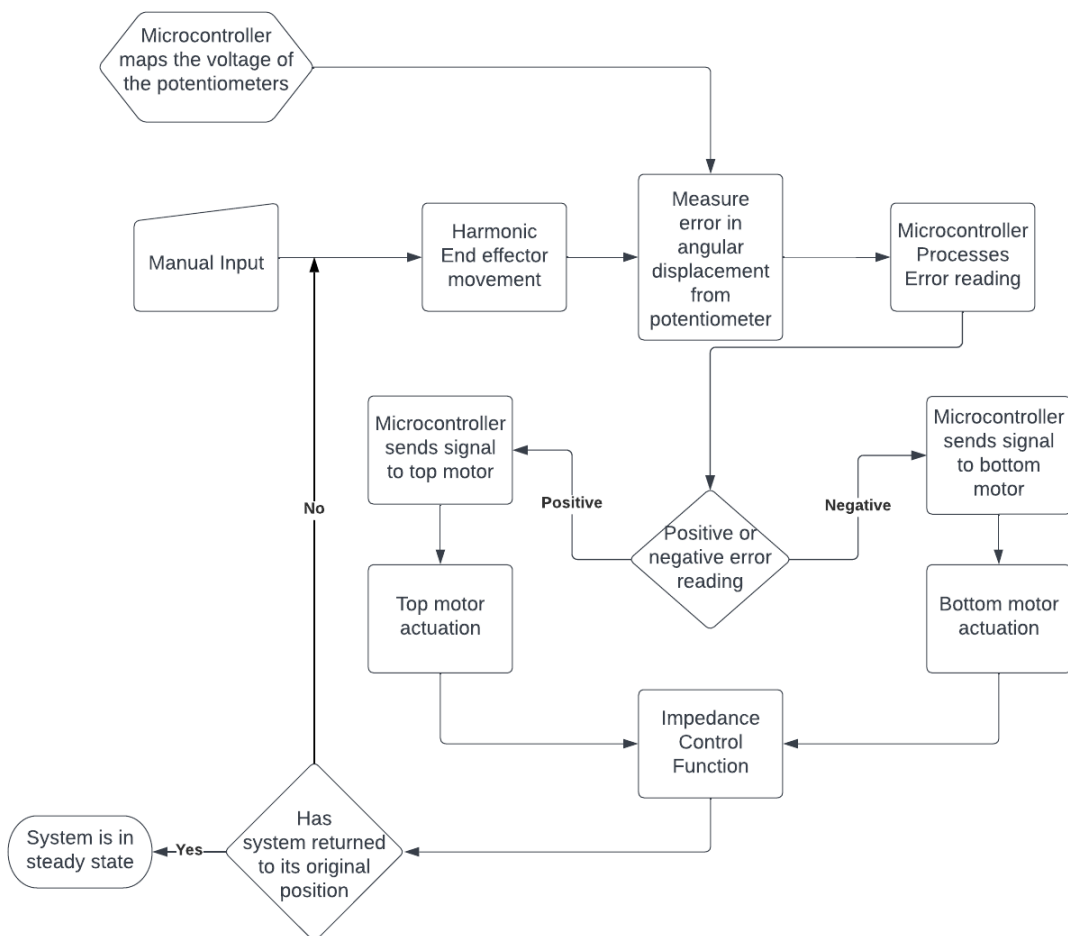 Microcontroller
maps the voltage of
the potentiometers
Manual Input
Harmonic
End effector
movement
Measure
error in
angular
displacement
from
potentiometer
Microcontroller
Processes
Error reading
Microcontroller
sends signal
to top motor
Positive
Positive or
negative error
reading
Negative
Microcontroller
sends signal
to bottom
motor
No
Top motor
actuation
Bottom motor
actuation
Impedance
Control
Function
Has
system returned
to its original
position
Yes
System is in
steady state